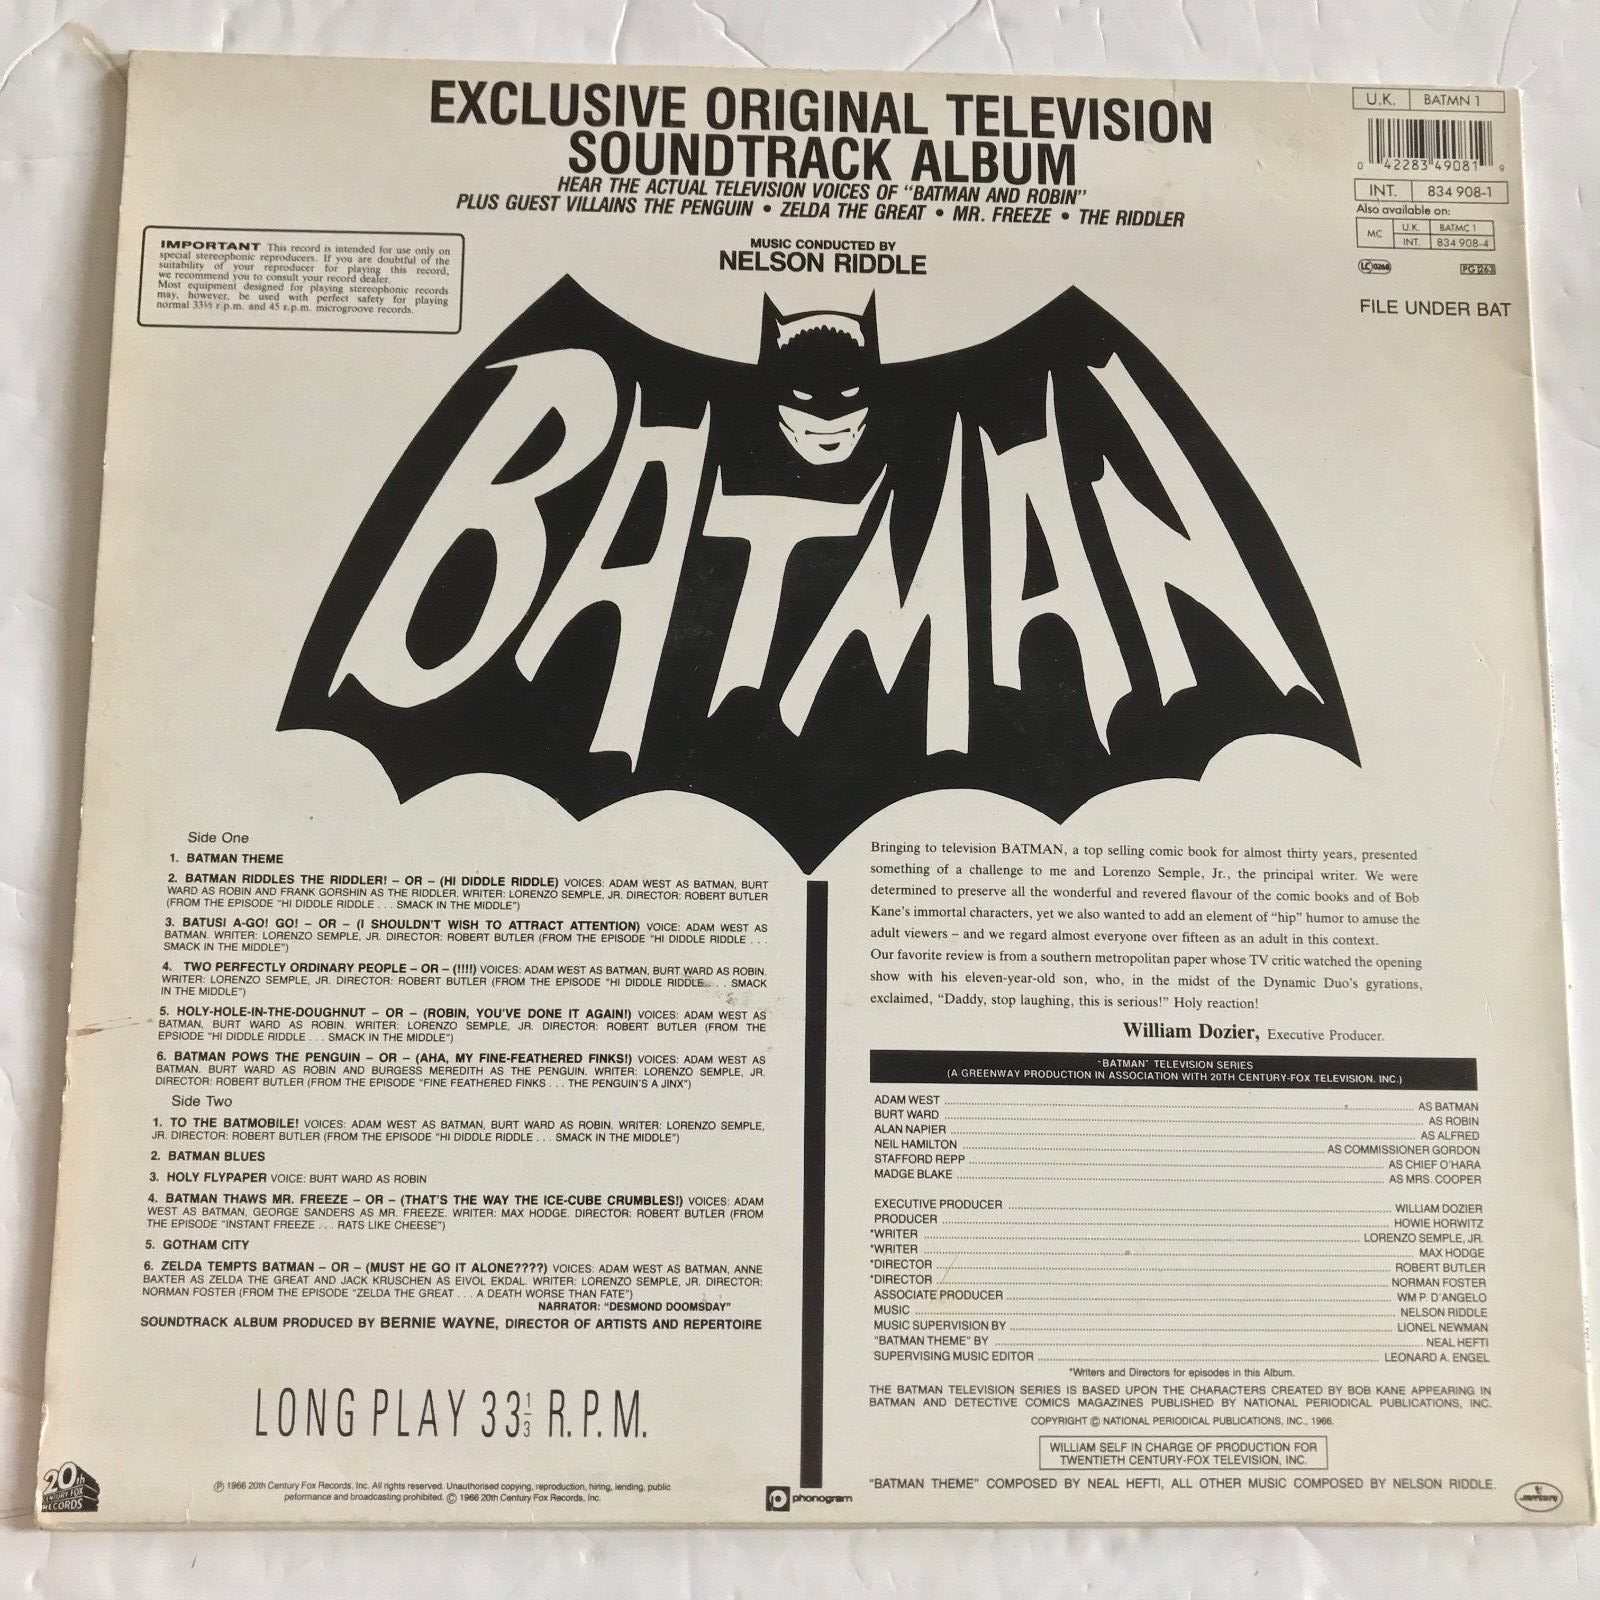 EXCLUSIVE ORIGINAL TELEVISION
SOUNDTRACK ALBUM
HEAR THE ACTUAL TELEVISION VOICES OF "BATMAN AND ROBIN"
PLUS GUEST VILLAINS THE PENGUIN • ZELDA THE GREAT • MR. FREEZE • THE RIDDLER
MUSIC CONDUCTED BY
NELSON RIDDLE
U.K. BATMN 1
0 42283 49081 9
INT. 834 908-1
Also available on:
MC U.K. BATMC 1
INT. 834 908-4
LC 0268
PG 1263
FILE UNDER BAT
IMPORTANT This record is intended for use only on
special stereophonic reproducers. If you are doubtful of the
suitability of your reproducer for playing this record,
we recommend you to consult your record dealer.
Most equipment designed for playing stereophonic records
may, however, be used with perfect safety for playing
normal 33⅓ r.p.m. and 45 r.p.m. microgroove records.
BATMAN
Side One
1. BATMAN THEME
2. BATMAN RIDDLES THE RIDDLER! – OR – (HI DIDDLE RIDDLE) VOICES: ADAM WEST AS BATMAN, BURT
WARD AS ROBIN AND FRANK GORSHIN AS THE RIDDLER. WRITER: LORENZO SEMPLE, JR. DIRECTOR: ROBERT BUTLER
(FROM THE EPISODE "HI DIDDLE RIDDLE . . . SMACK IN THE MIDDLE")
3. BATUSI A-GO! GO! – OR – (I SHOULDN'T WISH TO ATTRACT ATTENTION) VOICE: ADAM WEST AS
BATMAN. WRITER: LORENZO SEMPLE, JR. DIRECTOR: ROBERT BUTLER (FROM THE EPISODE "HI DIDDLE RIDDLE . . .
SMACK IN THE MIDDLE")
4. TWO PERFECTLY ORDINARY PEOPLE – OR – (!!!!) VOICES: ADAM WEST AS BATMAN, BURT WARD AS ROBIN.
WRITER: LORENZO SEMPLE, JR. DIRECTOR: ROBERT BUTLER (FROM THE EPISODE "HI DIDDLE RIDDLE . . . SMACK
IN THE MIDDLE")
5. HOLY-HOLE-IN-THE-DOUGHNUT – OR – (ROBIN, YOU'VE DONE IT AGAIN!) VOICES: ADAM WEST AS
BATMAN, BURT WARD AS ROBIN. WRITER: LORENZO SEMPLE, JR. DIRECTOR: ROBERT BUTLER (FROM THE
EPSIODE "HI DIDDLE RIDDLE . . . SMACK IN THE MIDDLE")
6. BATMAN POWS THE PENGUIN – OR – (AHA, MY FINE-FEATHERED FINKS!) VOICES: ADAM WEST AS
BATMAN. BURT WARD AS ROBIN AND BURGESS MEREDITH AS THE PENGUIN. WRITER: LORENZO SEMPLE, JR.
DIRECTOR: ROBERT BUTLER (FROM THE EPISODE "FINE FEATHERED FINKS . . . THE PENGUIN'S A JINX")
Side Two
1. TO THE BATMOBILE! VOICES: ADAM WEST AS BATMAN, BURT WARD AS ROBIN. WRITER: LORENZO SEMPLE,
JR. DIRECTOR: ROBERT BUTLER (FROM THE EPISODE "HI DIDDLE RIDDLE . . . SMACK IN THE MIDDLE")
2. BATMAN BLUES
3. HOLY FLYPAPER VOICE: BURT WARD AS ROBIN
4. BATMAN THAWS MR. FREEZE – OR – (THAT'S THE WAY THE ICE-CUBE CRUMBLES!) VOICES: ADAM
WEST AS BATMAN, GEORGE SANDERS AS MR. FREEZE. WRITER: MAX HODGE. DIRECTOR: ROBERT BUTLER (FROM
THE EPISODE "INSTANT FREEZE . . . RATS LIKE CHEESE")
5. GOTHAM CITY
6. ZELDA TEMPTS BATMAN – OR – (MUST HE GO IT ALONE????) VOICES: ADAM WEST AS BATMAN, ANNE
BAXTER AS ZELDA THE GREAT AND JACK KRUSCHEN AS EIVOL EKDAL. WRITER: LORENZO SEMPLE, JR. DIRECTOR:
NORMAN FOSTER (FROM THE EPISODE "ZELDA THE GREAT . . . A DEATH WORSE THAN FATE")
NARRATOR: "DESMOND DOOMSDAY"
SOUNDTRACK ALBUM PRODUCED BY BERNIE WAYNE, DIRECTOR OF ARTISTS AND REPERTOIRE
LONG PLAY 33⅓ R.P.M.
20th CENTURY FOX RECORDS
℗ 1966 20th Century Fox Records, Inc. All rights reserved. Unauthorised copying, reproduction, hiring, lending, public
peformance and broadcasting prohibited. © 1966 20th Century Fox Records, Inc.
phonogram
Bringing to television BATMAN, a top selling comic book for almost thirty years, presented
something of a challenge to me and Lorenzo Semple, Jr., the principal writer. We were
determined to preserve all the wonderful and revered flavour of the comic books and of Bob
Kane's immortal characters, yet we also wanted to add an element of "hip" humor to amuse the
adult viewers – and we regard almost everyone over fifteen as an adult in this context.
Our favorite review is from a southern metropolitan paper whose TV critic watched the opening
show with his eleven-year-old son, who, in the midst of the Dynamic Duo's gyrations,
exclaimed, "Daddy, stop laughing, this is serious!" Holy reaction!
William Dozier, Executive Producer.
"BATMAN" TELEVISION SERIES
(A GREENWAY PRODUCTION IN ASSOCIATION WITH 20TH CENTURY-FOX TELEVISION, INC.)
ADAM WEST AS BATMAN
BURT WARD AS ROBIN
ALAN NAPIER AS ALFRED
NEIL HAMILTON AS COMMISSIONER GORDON
STAFFORD REPP AS CHIEF O'HARA
MADGE BLAKE AS MRS. COOPER
EXECUTIVE PRODUCER WILLIAM DOZIER
PRODUCER HOWIE HORWITZ
*WRITER LORENZO SEMPLE, JR.
*WRITER MAX HODGE
*DIRECTOR ROBERT BUTLER
*DIRECTOR NORMAN FOSTER
ASSOCIATE PRODUCER WM P. D'ANGELO
MUSIC NELSON RIDDLE
MUSIC SUPERVISION BY LIONEL NEWMAN
"BATMAN THEME" BY NEAL HEFTI
SUPERVISING MUSIC EDITOR LEONARD A. ENGEL
*Writers and Directors for episodes in this Album.
THE BATMAN TELEVISION SERIES IS BASED UPON THE CHARACTERS CREATED BY BOB KANE APPEARING IN
BATMAN AND DETECTIVE COMICS MAGAZINES PUBLISHED BY NATIONAL PERIODICAL PUBLICATIONS, INC.
COPYRIGHT © NATIONAL PERIODICAL PUBLICATIONS, INC., 1966.
WILLIAM SELF IN CHARGE OF PRODUCTION FOR
TWENTIETH CENTURY-FOX TELEVISION, INC.
"BATMAN THEME" COMPOSED BY NEAL HEFTI, ALL OTHER MUSIC COMPOSED BY NELSON RIDDLE.
mercury